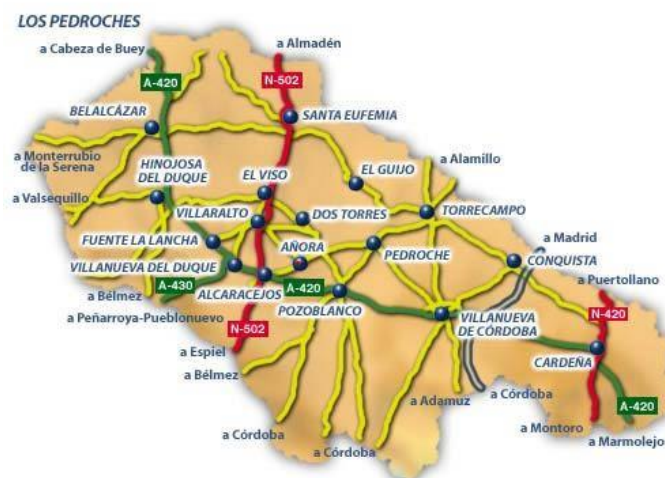 LOS PEDROCHES
a Cabeza de Buey
a Almadén
A-420
N-502
BELALCÁZAR
SANTA EUFEMIA
a Monterrubio
de la Serena
HINOJOSA
DEL DUQUE
EL VISO
EL GUIJO
a Alamillo
a Valsequillo
VILLARALTO
DOS TORRES
TORRECAMPO
FUENTE LA LANCHA
AÑORA
PEDROCHE
a Madrid
CONQUISTA
VILLANUEVA DEL DUQUE
a Puertollano
A-430
A-420
a Bélmez
ALCARACEJOS
POZOBLANCO
N-420
a Peñarroya-Pueblonuevo
VILLANUEVA
DE CÓRDOBA
N-502
a Espiel
CARDEÑA
a Bélmez
a Adamuz
a Córdoba
A-420
a Córdoba
a Córdoba
a Montoro
a Marmolejo